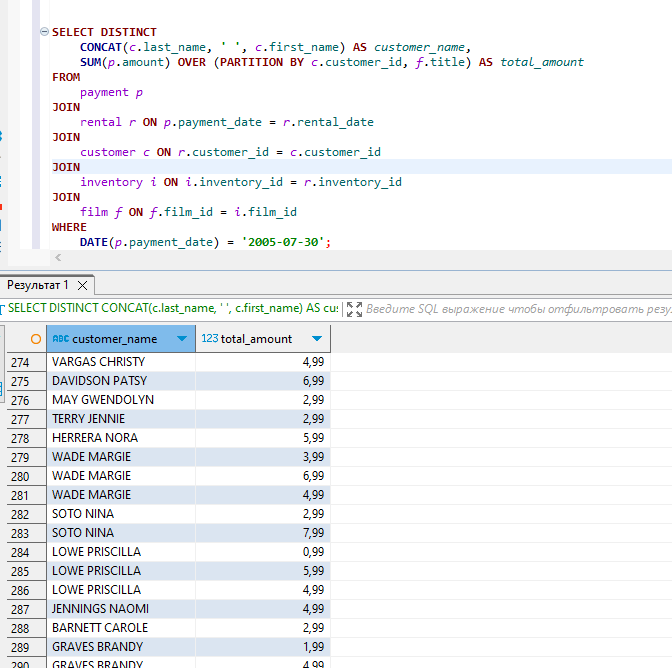 SELECT DISTINCT
CONCAT(c.last_name, ' ', c.first_name) AS customer_name,
SUM(p.amount) OVER (PARTITION BY c.customer_id, f.title) AS total_amount
FROM
payment p
JOIN
rental r ON p.payment_date = r.rental_date
JOIN
customer c ON r.customer_id = c.customer_id
JOIN
inventory i ON i.inventory_id = r.inventory_id
JOIN
film f ON f.film_id = i.film_id
WHERE
DATE(p.payment_date) = '2005-07-30';
Результат 1
SELECT DISTINCT CONCAT(c.last_name, ' ', c.first_name) AS cus Введите SQL выражение чтобы отфильтровать резу
ABC customer_name 123 total_amount
274 VARGAS CHRISTY 4,99
275 DAVIDSON PATSY 6,99
276 MAY GWENDOLYN 2,99
277 TERRY JENNIE 2,99
278 HERRERA NORA 5,99
279 WADE MARGIE 3,99
280 WADE MARGIE 6,99
281 WADE MARGIE 4,99
282 SOTO NINA 2,99
283 SOTO NINA 7,99
284 LOWE PRISCILLA 0,99
285 LOWE PRISCILLA 5,99
286 LOWE PRISCILLA 4,99
287 JENNINGS NAOMI 4,99
288 BARNETT CAROLE 2,99
289 GRAVES BRANDY 1,99
290 GRAVES BRANDY 4,99